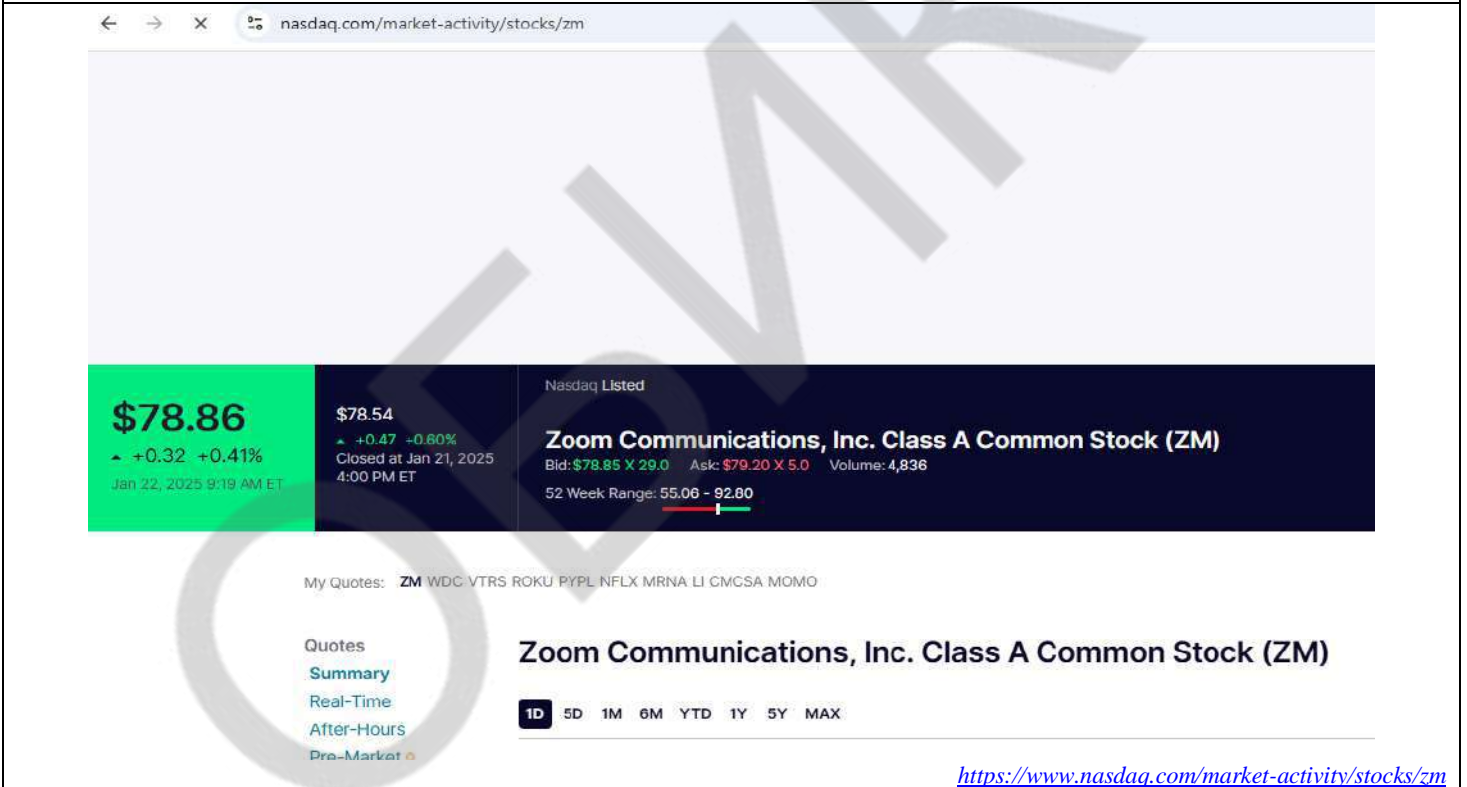 nasdaq.com/market-activity/stocks/zm
$78.86
+0.32 +0.41%
Jan 22, 2025 9:19 AM ET
$78.54
+0.47 +0.60%
Closed at Jan 21, 2025
4:00 PM ET
Nasdaq Listed
Zoom Communications, Inc. Class A Common Stock (ZM)
Bid: $78.85 X 29.0 Ask: $79.20 X 5.0 Volume: 4,836
52 Week Range: 55.06 - 92.80
My Quotes: ZM WDC VTRS ROKU PYPL NFLX MRNA LI CMCSA MOMO
Quotes
Summary
Real-Time
After-Hours
Pre-Market
Zoom Communications, Inc. Class A Common Stock (ZM)
1D 5D 1M 6M YTD 1Y 5Y MAX
https://www.nasdaq.com/market-activity/stocks/zm